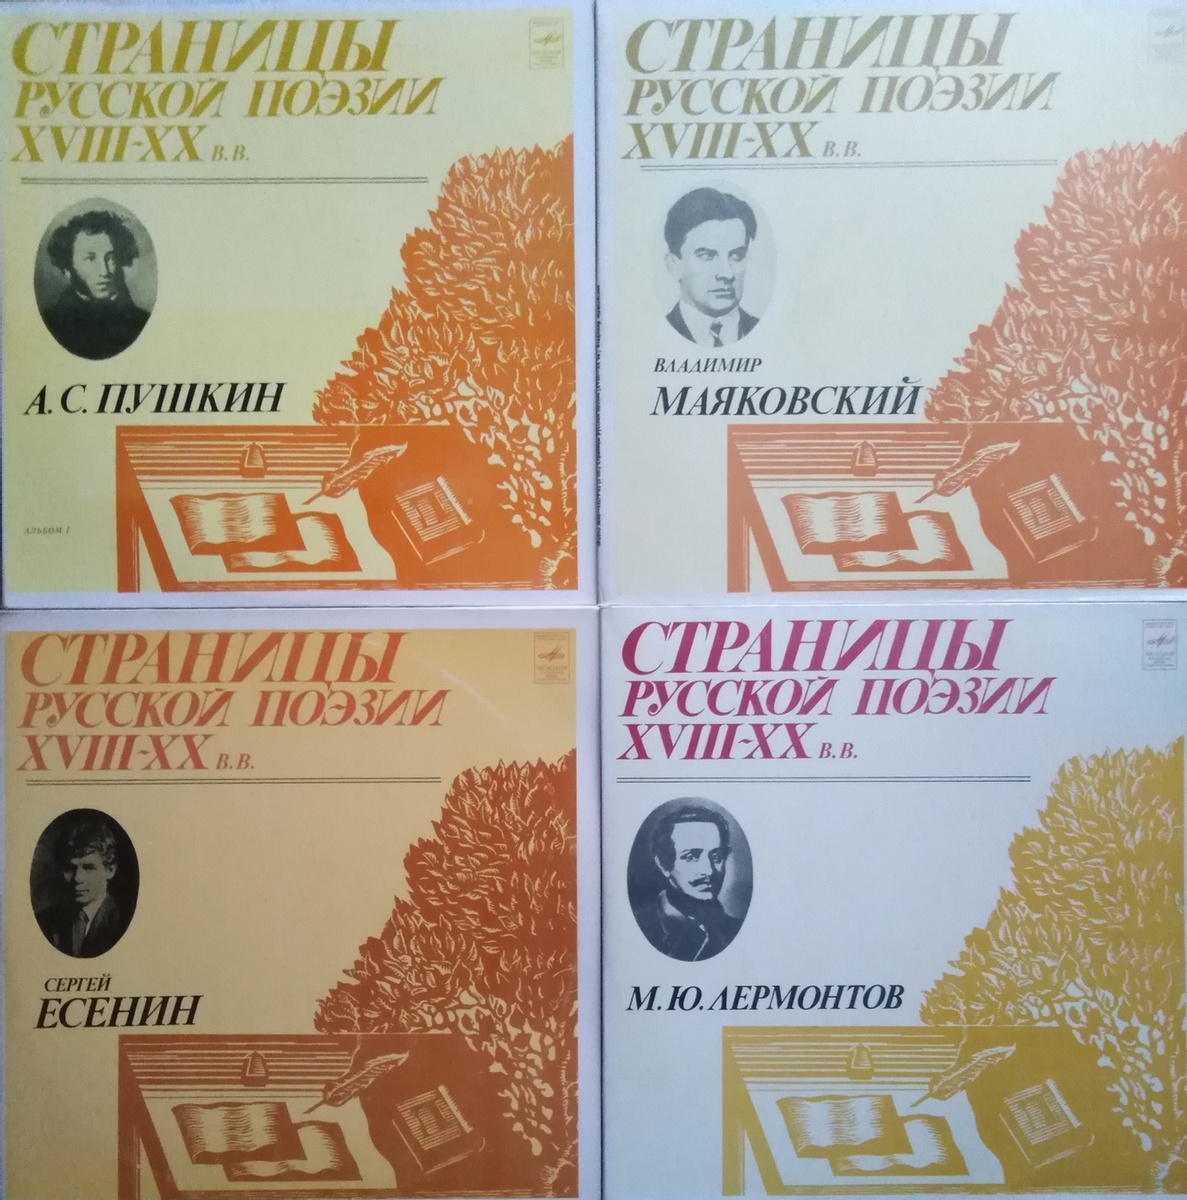 СТРАНИЦЫ
РУССКОЙ ПОЭЗИИ
XVIII-XX В.В.
А.С. ПУШКИН
АЛЬБОМ I
СТРАНИЦЫ
РУССКОЙ ПОЭЗИИ
XVIII-XX В.В.
ВЛАДИМИР
МАЯКОВСКИЙ
СТРАНИЦЫ
РУССКОЙ ПОЭЗИИ
XVIII-XX В.В.
СЕРГЕЙ
ЕСЕНИН
СТРАНИЦЫ
РУССКОЙ ПОЭЗИИ
XVIII-XX В.В.
М.Ю. ЛЕРМОНТОВ